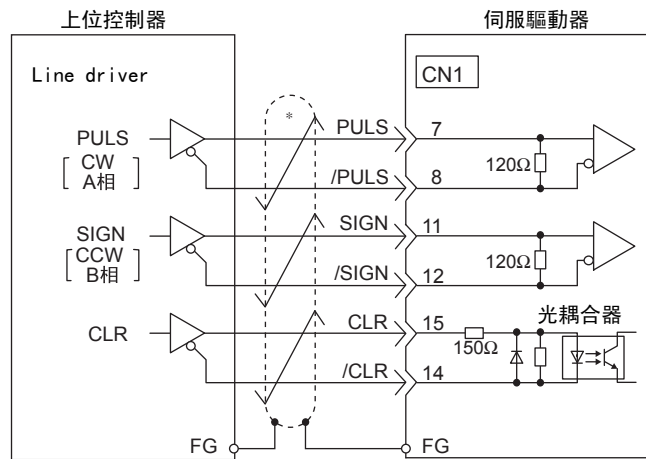 上位控制器
伺服驅動器
Line driver
CN1
*
PULS
CW
A相
PULS
7
/PULS
8
120Ω
SIGN
CCW
B相
SIGN
11
/SIGN
12
120Ω
光耦合器
CLR
CLR
15
150Ω
/CLR
14
FG
FG